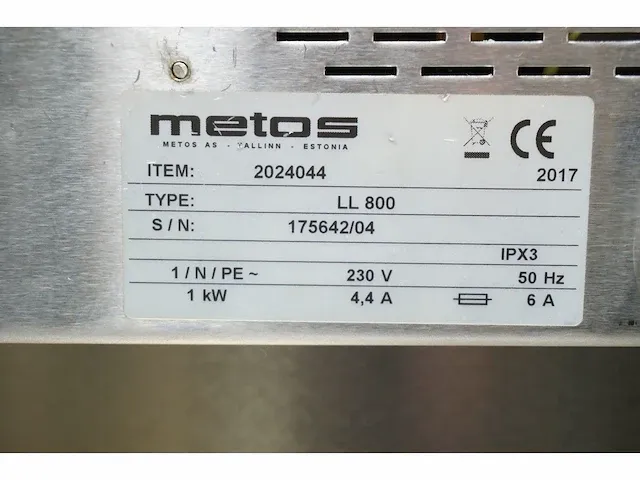 metos
METOS AS - TALLINN - ESTONIA
CE
ITEM: 2024044 2017
TYPE: LL 800
S / N: 175642/04
IPX3
1 / N / PE ~ 230 V 50 Hz
1 kW 4,4 A 6 A